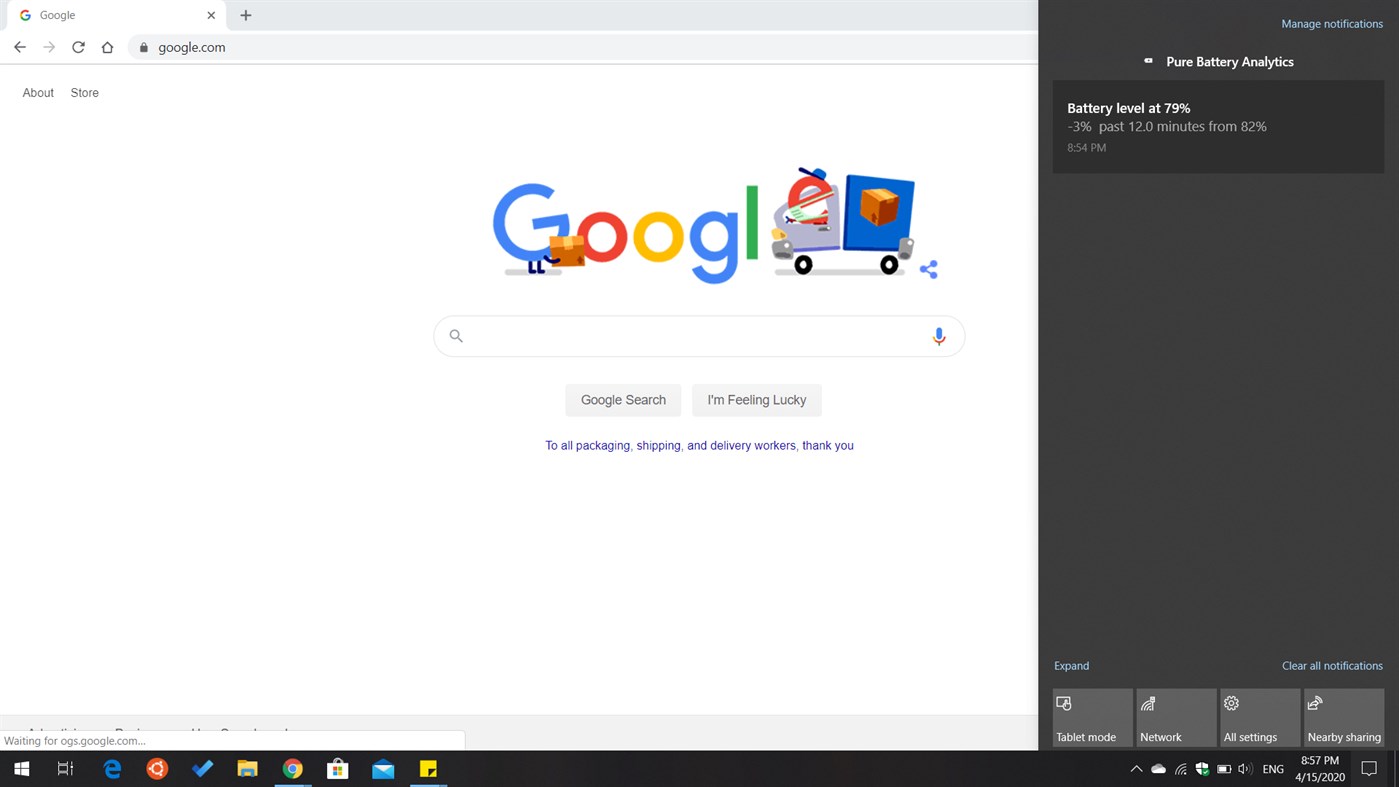 Google
google.com
About Store
Google
Google Search I'm Feeling Lucky
To all packaging, shipping, and delivery workers, thank you
Waiting for ogs.google.com...
Manage notifications
Pure Battery Analytics
Battery level at 79%
-3% past 12.0 minutes from 82%
8:54 PM
Expand Clear all notifications
Tablet mode Network All settings Nearby sharing
ENG
8:57 PM
4/15/2020